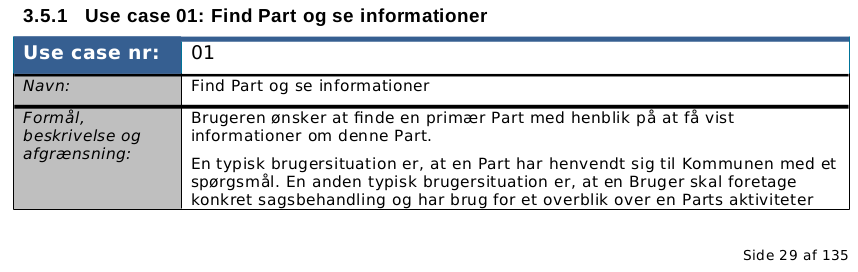 3.5.1 Use case 01: Find Part og se informationer
Use case nr: 01
Navn: Find Part og se informationer
Formål, Brugeren ønsker at finde en primær Part med henblik på at få vist
beskrivelse og informationer om denne Part.
afgrænsning:
En typisk brugersituation er, at en Part har henvendt sig til Kommunen med et
spørgsmål. En anden typisk brugersituation er, at en Bruger skal foretage
konkret sagsbehandling og har brug for et overblik over en Parts aktiviteter
Side 29 af 135